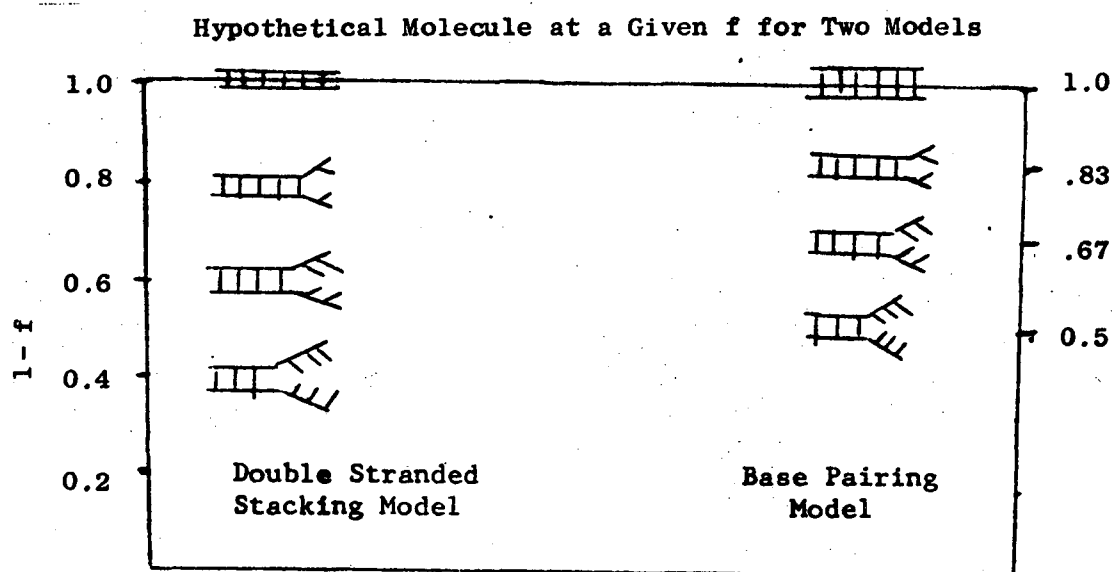 Hypothetical Molecule at a Given f for Two Models
1.0
0.8
0.6
0.4
0.2
1-f
1.0
.83
.67
0.5
Double Stranded
Stacking Model
Base Pairing
Model